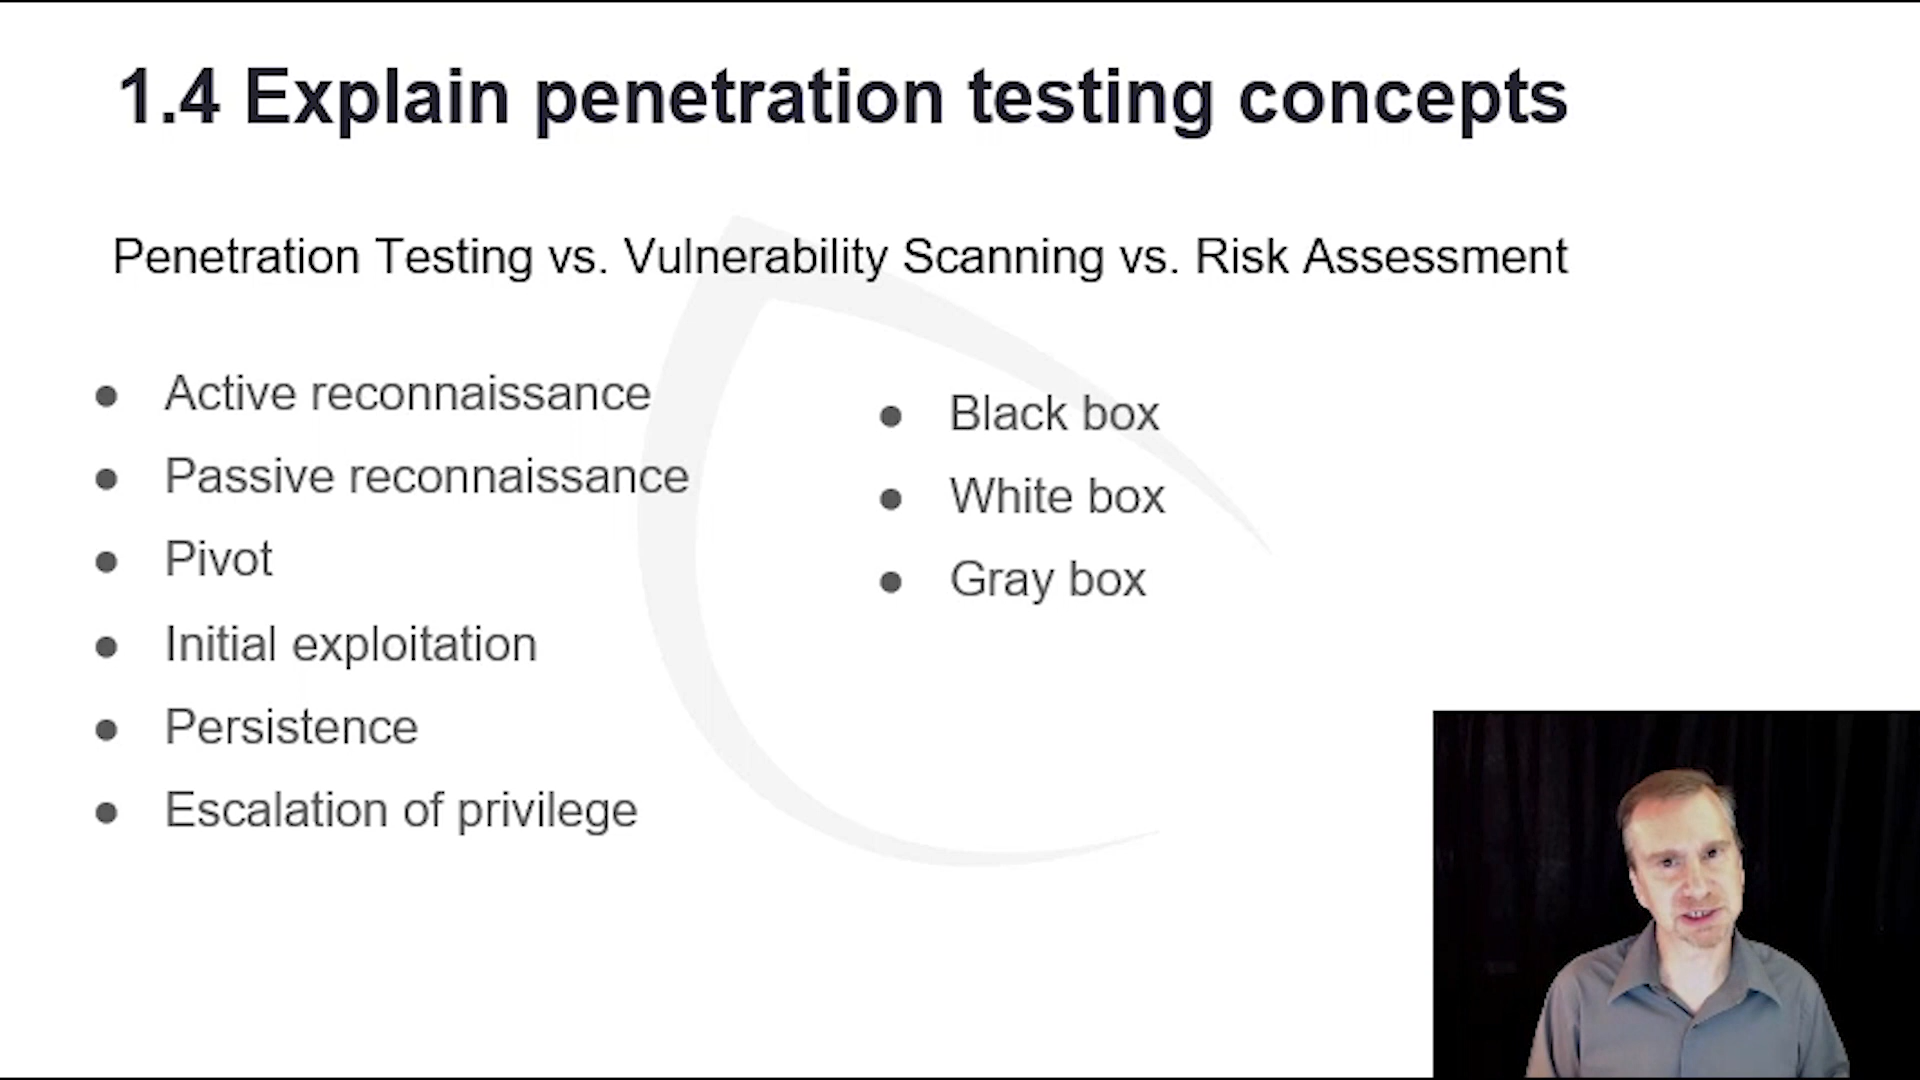 1.4 Explain penetration testing concepts
Penetration Testing vs. Vulnerability Scanning vs. Risk Assessment
● Active reconnaissance
● Passive reconnaissance
● Pivot
● Initial exploitation
● Persistence
● Escalation of privilege
● Black box
● White box
● Gray box